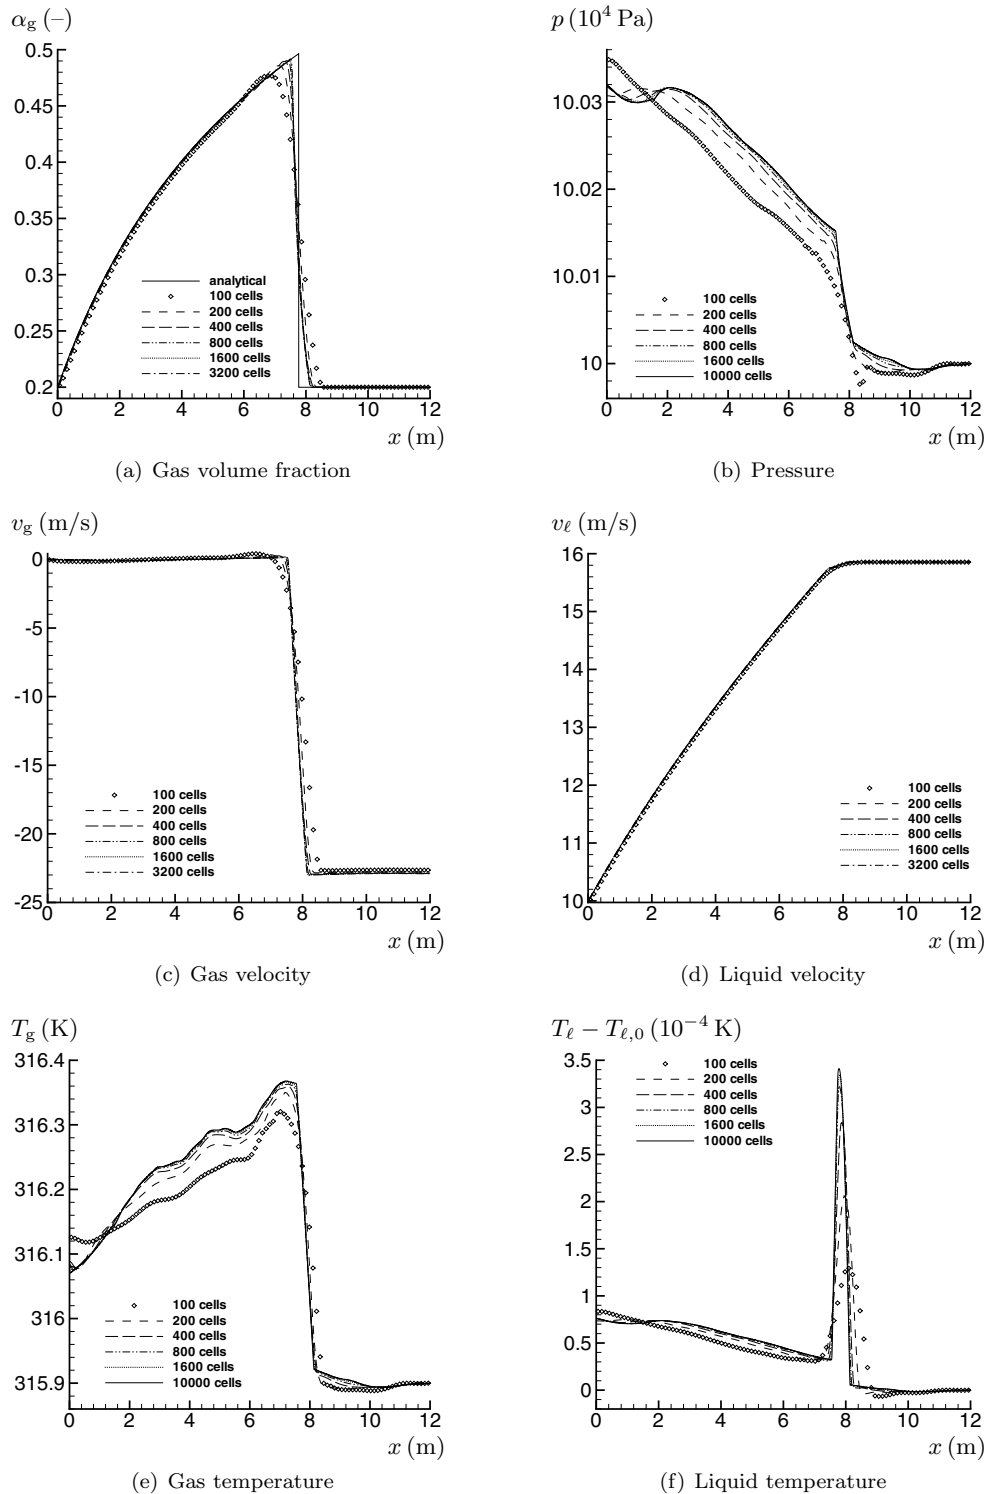 αg (–)
0.5
0.45
0.4
0.35
0.3
0.25
0.2
0 2 4 6 8 10 12
x (m)
analytical
100 cells
200 cells
400 cells
800 cells
1600 cells
3200 cells
(a) Gas volume fraction
p (10⁴ Pa)
10.03
10.02
10.01
10
0 2 4 6 8 10 12
x (m)
100 cells
200 cells
400 cells
800 cells
1600 cells
10000 cells
(b) Pressure
vg (m/s)
0
-5
-10
-15
-20
-25
0 2 4 6 8 10 12
x (m)
100 cells
200 cells
400 cells
800 cells
1600 cells
3200 cells
(c) Gas velocity
vℓ (m/s)
16
15
14
13
12
11
10
0 2 4 6 8 10 12
x (m)
100 cells
200 cells
400 cells
800 cells
1600 cells
3200 cells
(d) Liquid velocity
Tg (K)
316.4
316.3
316.2
316.1
316
315.9
0 2 4 6 8 10 12
x (m)
100 cells
200 cells
400 cells
800 cells
1600 cells
10000 cells
(e) Gas temperature
Tℓ − Tℓ,0 (10⁻⁴ K)
3.5
3
2.5
2
1.5
1
0.5
0
0 2 4 6 8 10 12
x (m)
100 cells
200 cells
400 cells
800 cells
1600 cells
10000 cells
(f) Liquid temperature